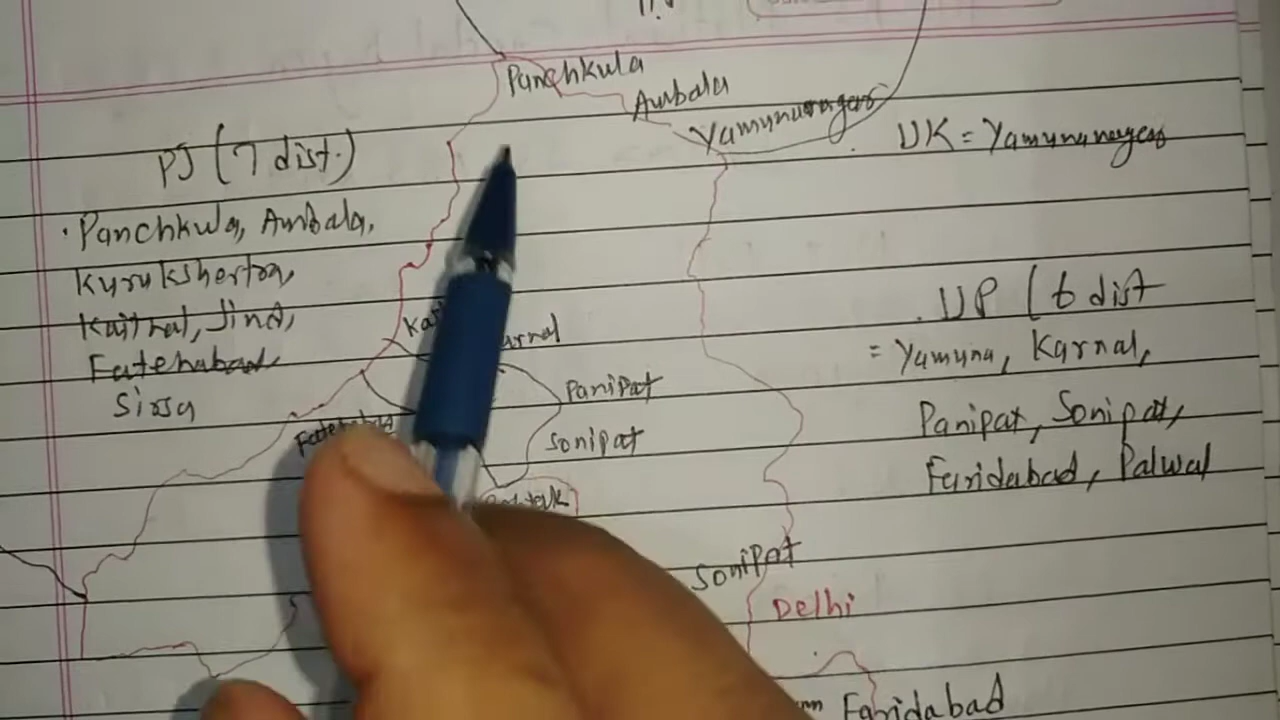 Panchkula
Ambala
Yamunanagar
UK = Yamunanagar
PJ (7 dist.)
Panchkula, Ambala,
Kurukshertra,
Kaithal, Jind,
Fatehabad,
Sirsa
UP (6 dist
= Yamuna, Karnal,
Panipat, Sonipat,
Faridabad, Palwal
Panipat
Sonipat
Sonipat
Delhi
Faridabad